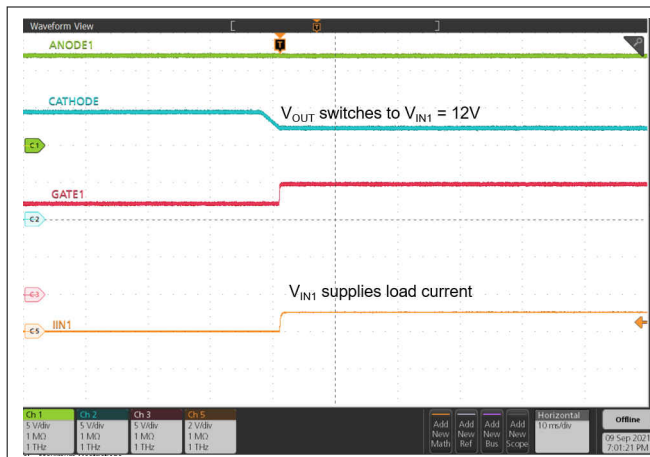 Waveform View
ANODE1
T
CATHODE
V_OUT switches to V_IN1 = 12V
C1
GATE1
C2
C3
V_IN1 supplies load current
IIN1
C5
Ch 1
5 V/div
1 MΩ
1 THz
Ch 2
5 V/div
1 MΩ
1 THz
Ch 3
5 V/div
1 MΩ
1 THz
Ch 5
2 V/div
1 MΩ
1 THz
Add New Math
Add New Ref
Add New Bus
Add New Scope
Horizontal
10 ms/div
Offline
09 Sep 2021
7:01:21 PM